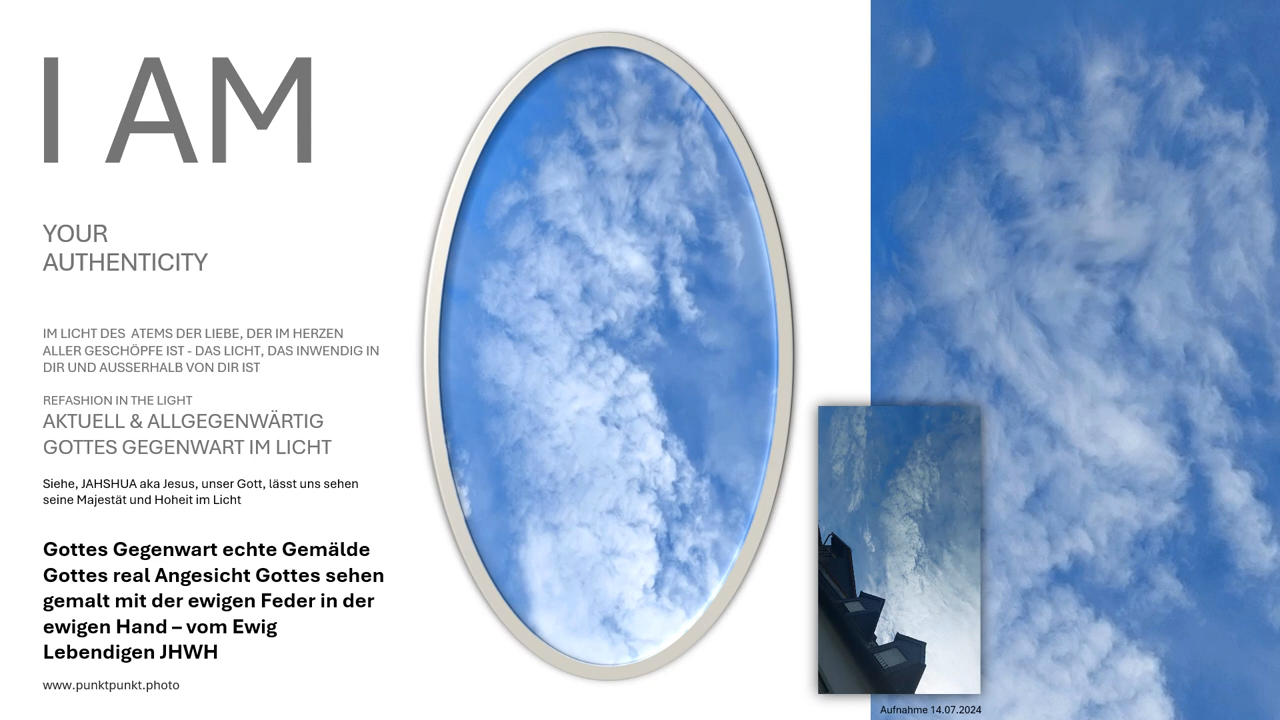 I AM
YOUR
AUTHENTICITY
IM LICHT DES  ATEMS DER LIEBE, DER IM HERZEN
ALLER GESCHÖPFE IST - DAS LICHT, DAS INWENDIG IN
DIR UND AUSSERHALB VON DIR IST
REFASHION IN THE LIGHT
AKTUELL & ALLGEGENWÄRTIG
GOTTES GEGENWART IM LICHT
Siehe, JAHSHUA aka Jesus, unser Gott, lässt uns sehen
seine Majestät und Hoheit im Licht
Gottes Gegenwart echte Gemälde
Gottes real Angesicht Gottes sehen
gemalt mit der ewigen Feder in der
ewigen Hand – vom Ewig
Lebendigen JHWH
www.punktpunkt.photo
Aufnahme 14.07.2024